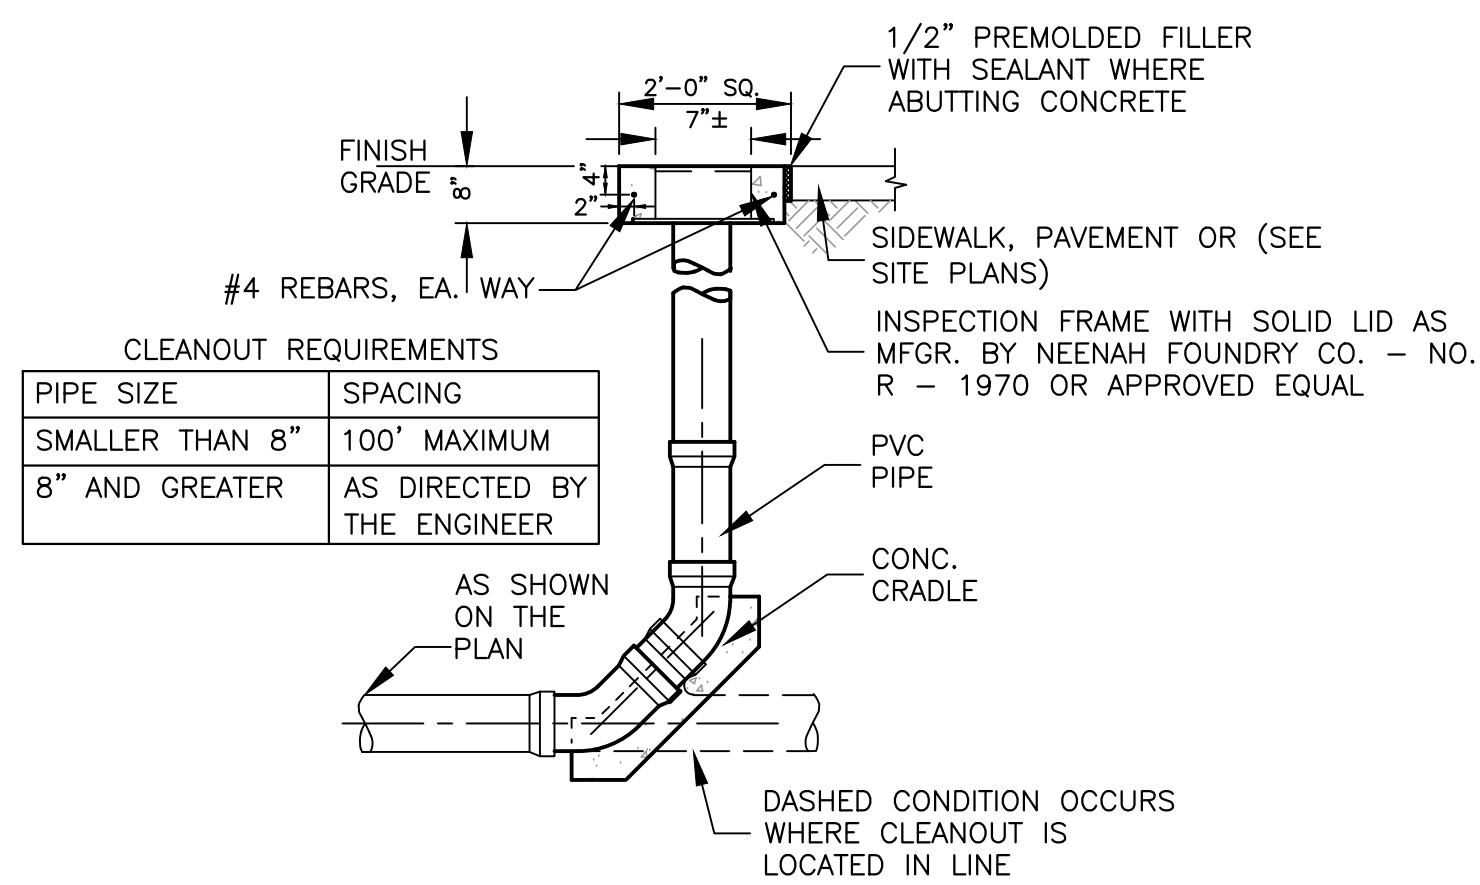 1/2” PREMOLDED FILLER
WITH SEALANT WHERE
ABUTTING CONCRETE
2’-0” SQ.
7”±
FINISH
GRADE
8”
4”
2”
#4 REBARS, EA. WAY
SIDEWALK, PAVEMENT OR (SEE
SITE PLANS)
INSPECTION FRAME WITH SOLID LID AS
MFGR. BY NEENAH FOUNDRY CO. – NO.
R – 1970 OR APPROVED EQUAL
CLEANOUT REQUIREMENTS
PIPE SIZE SPACING
SMALLER THAN 8” 100’ MAXIMUM
8” AND GREATER AS DIRECTED BY
THE ENGINEER
PVC
PIPE
CONC.
CRADLE
AS SHOWN
ON THE
PLAN
DASHED CONDITION OCCURS
WHERE CLEANOUT IS
LOCATED IN LINE